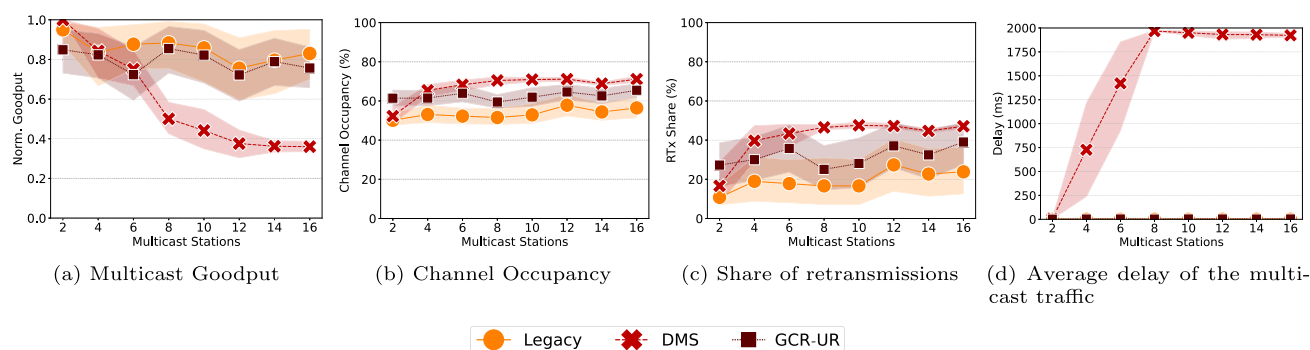 1.0
0.8
0.6
0.4
0.2
0.0
Norm. Goodput
2 4 6 8 10 12 14 16
Multicast Stations
(a) Multicast Goodput
100
80
60
40
20
0
Channel Occupancy (%)
2 4 6 8 10 12 14 16
Multicast Stations
(b) Channel Occupancy
100
80
60
40
20
0
RTx Share (%)
2 4 6 8 10 12 14 16
Multicast Stations
(c) Share of retransmissions
2000
1750
1500
1250
1000
750
500
250
0
Delay (ms)
2 4 6 8 10 12 14 16
Multicast Stations
(d) Average delay of the multi-
cast traffic
Legacy DMS GCR-UR